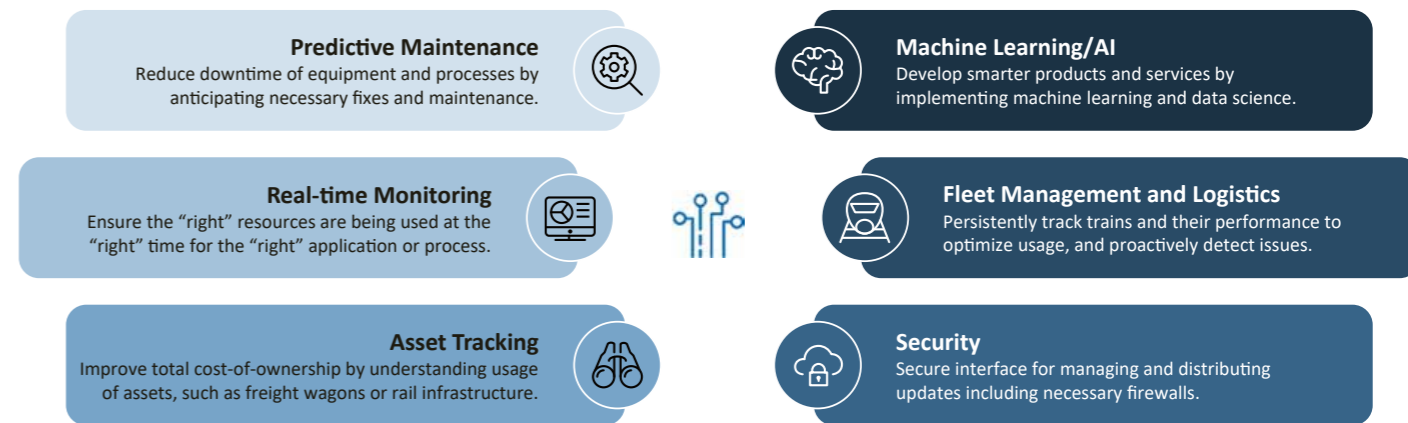 Predictive Maintenance
Reduce downtime of equipment and processes by
anticipating necessary fixes and maintenance.
Machine Learning/AI
Develop smarter products and services by
implementing machine learning and data science.
Real-time Monitoring
Ensure the “right” resources are being used at the
“right” time for the “right” application or process.
Fleet Management and Logistics
Persistently track trains and their performance to
optimize usage, and proactively detect issues.
Asset Tracking
Improve total cost-of-ownership by understanding usage
of assets, such as freight wagons or rail infrastructure.
Security
Secure interface for managing and distributing
updates including necessary firewalls.